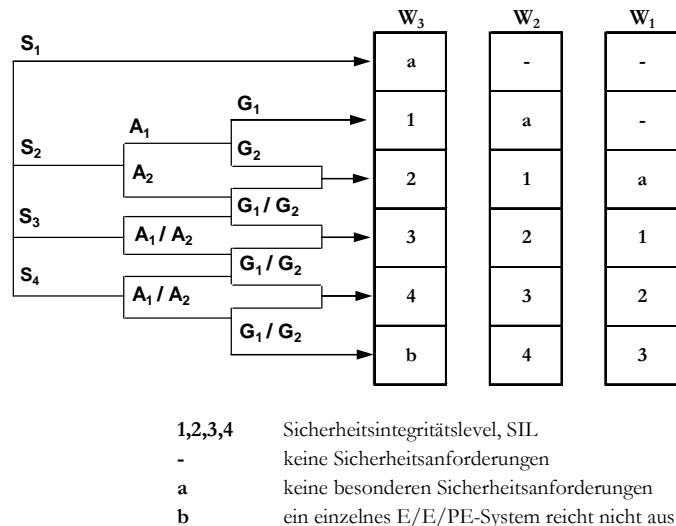 W₃ W₂ W₁
S₁
a - -
G₁
A₁
1 a -
G₂
S₂
A₂
2 1 a
G₁ / G₂
S₃
A₁ / A₂
3 2 1
G₁ / G₂
S₄
A₁ / A₂
4 3 2
G₁ / G₂
b 4 3
1,2,3,4 Sicherheitsintegritätslevel, SIL
- keine Sicherheitsanforderungen
a keine besonderen Sicherheitsanforderungen
b ein einzelnes E/E/PE-System reicht nicht aus